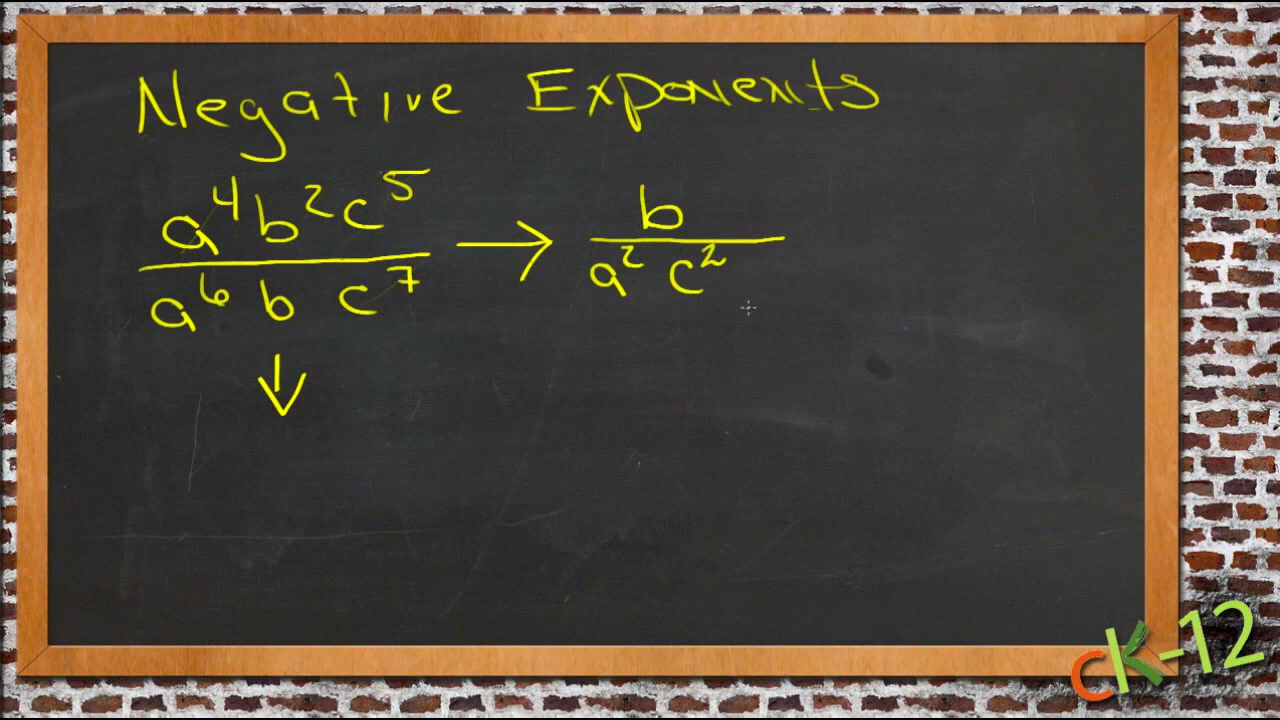 Negative Exponents
a⁴b²c⁵ → b
a⁶ b c⁷ a² c²
↓
CK-12